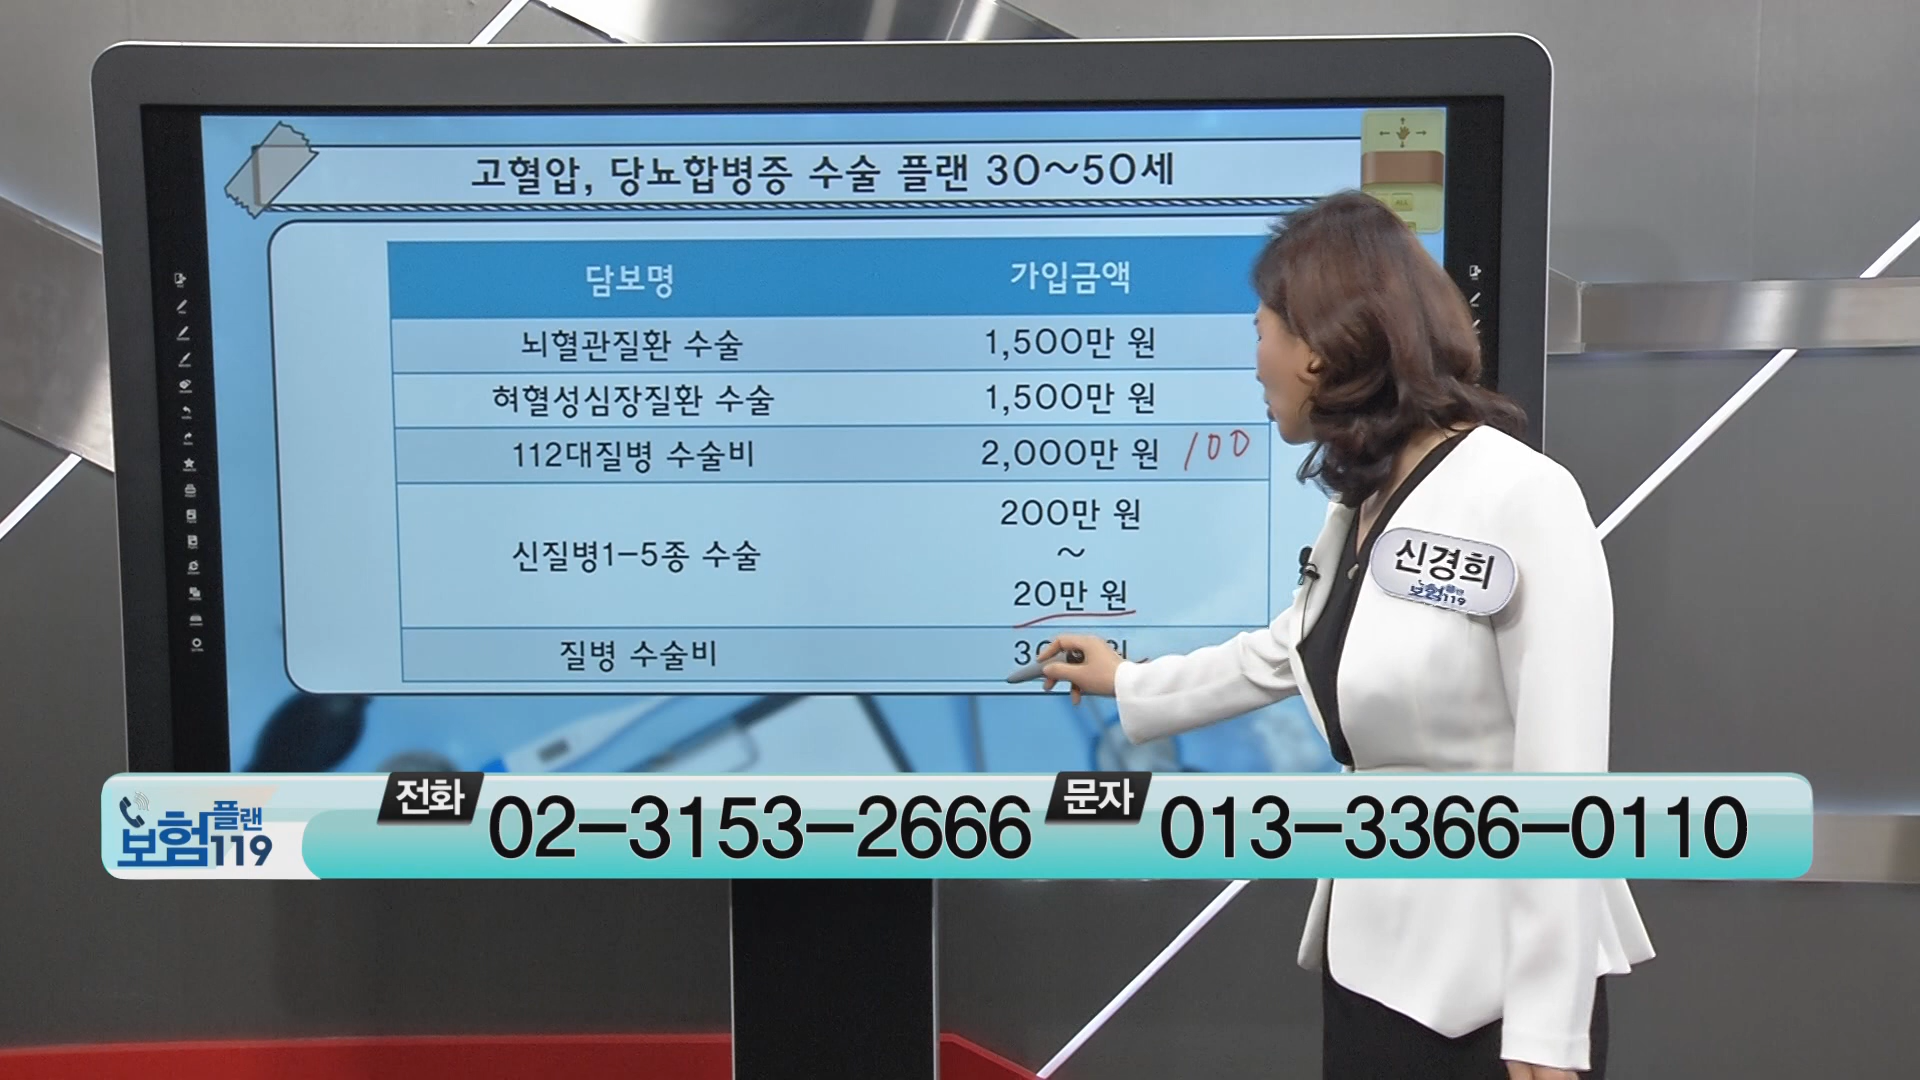 고혈압, 당뇨합병증 수술 플랜 30~50세
담보명 가입금액
뇌혈관질환 수술 1,500만 원
허혈성심장질환 수술 1,500만 원
112대질병 수술비 2,000만 원 100
신질병1-5종 수술 200만 원
~
20만 원
질병 수술비
신경희
보험플랜119
보험플랜119
전화 02-3153-2666 문자 013-3366-0110